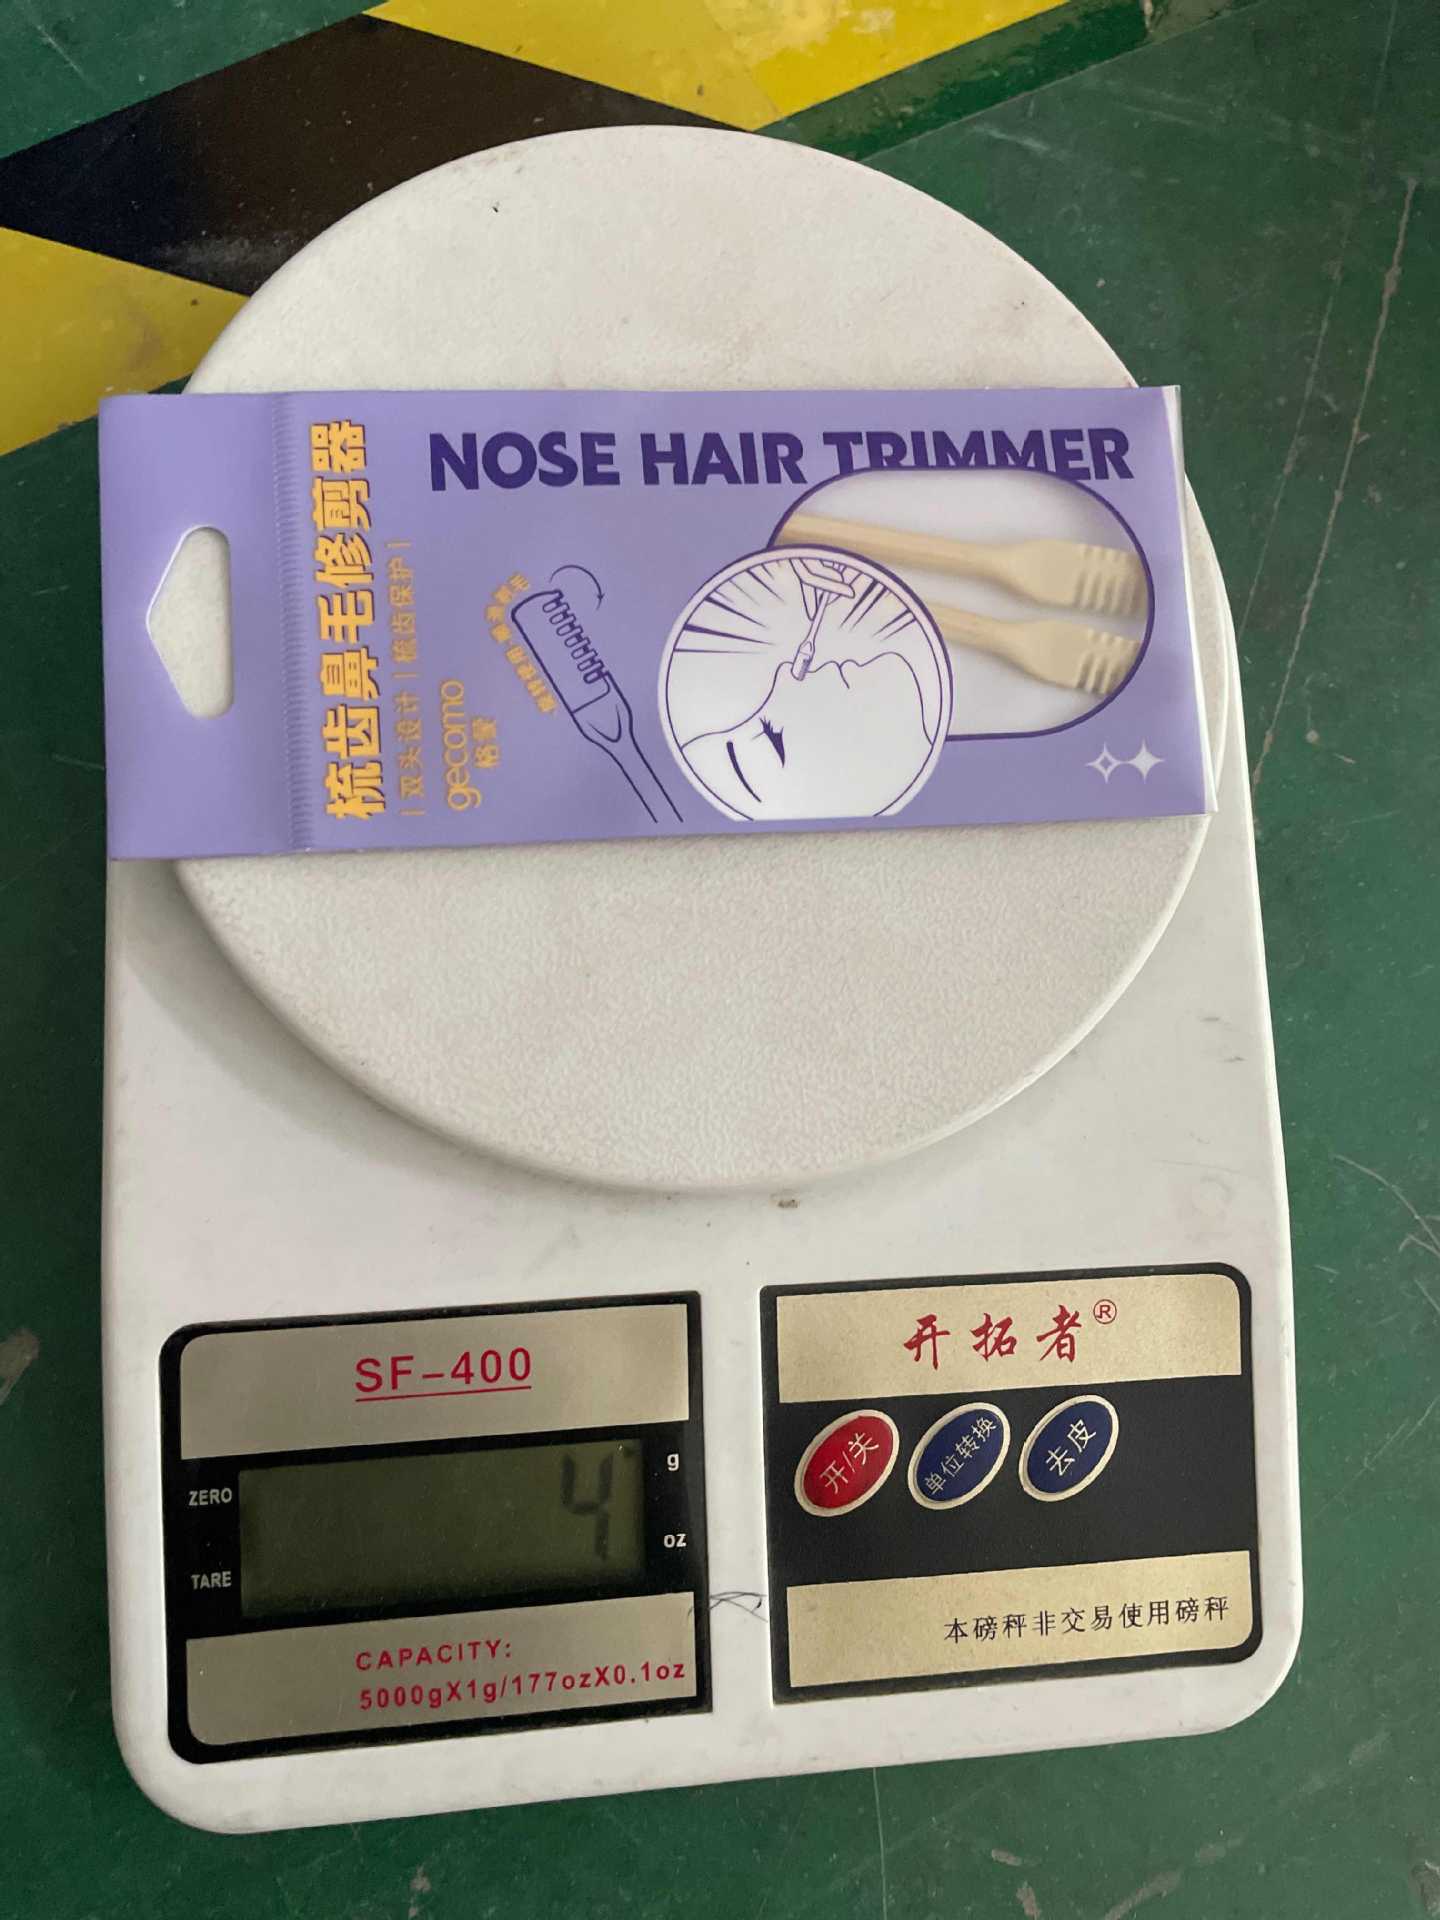 NOSE HAIR TRIMMER
梳齿鼻毛修剪器
| 双头设计 | 梳齿保护 |
gecomo
格蒙
SF-400
ZERO
TARE
4
g
oz
CAPACITY:
5000gX1g/177ozX0.1oz
开拓者®
开/关
单位转换
去皮
本磅秤非交易使用磅秤